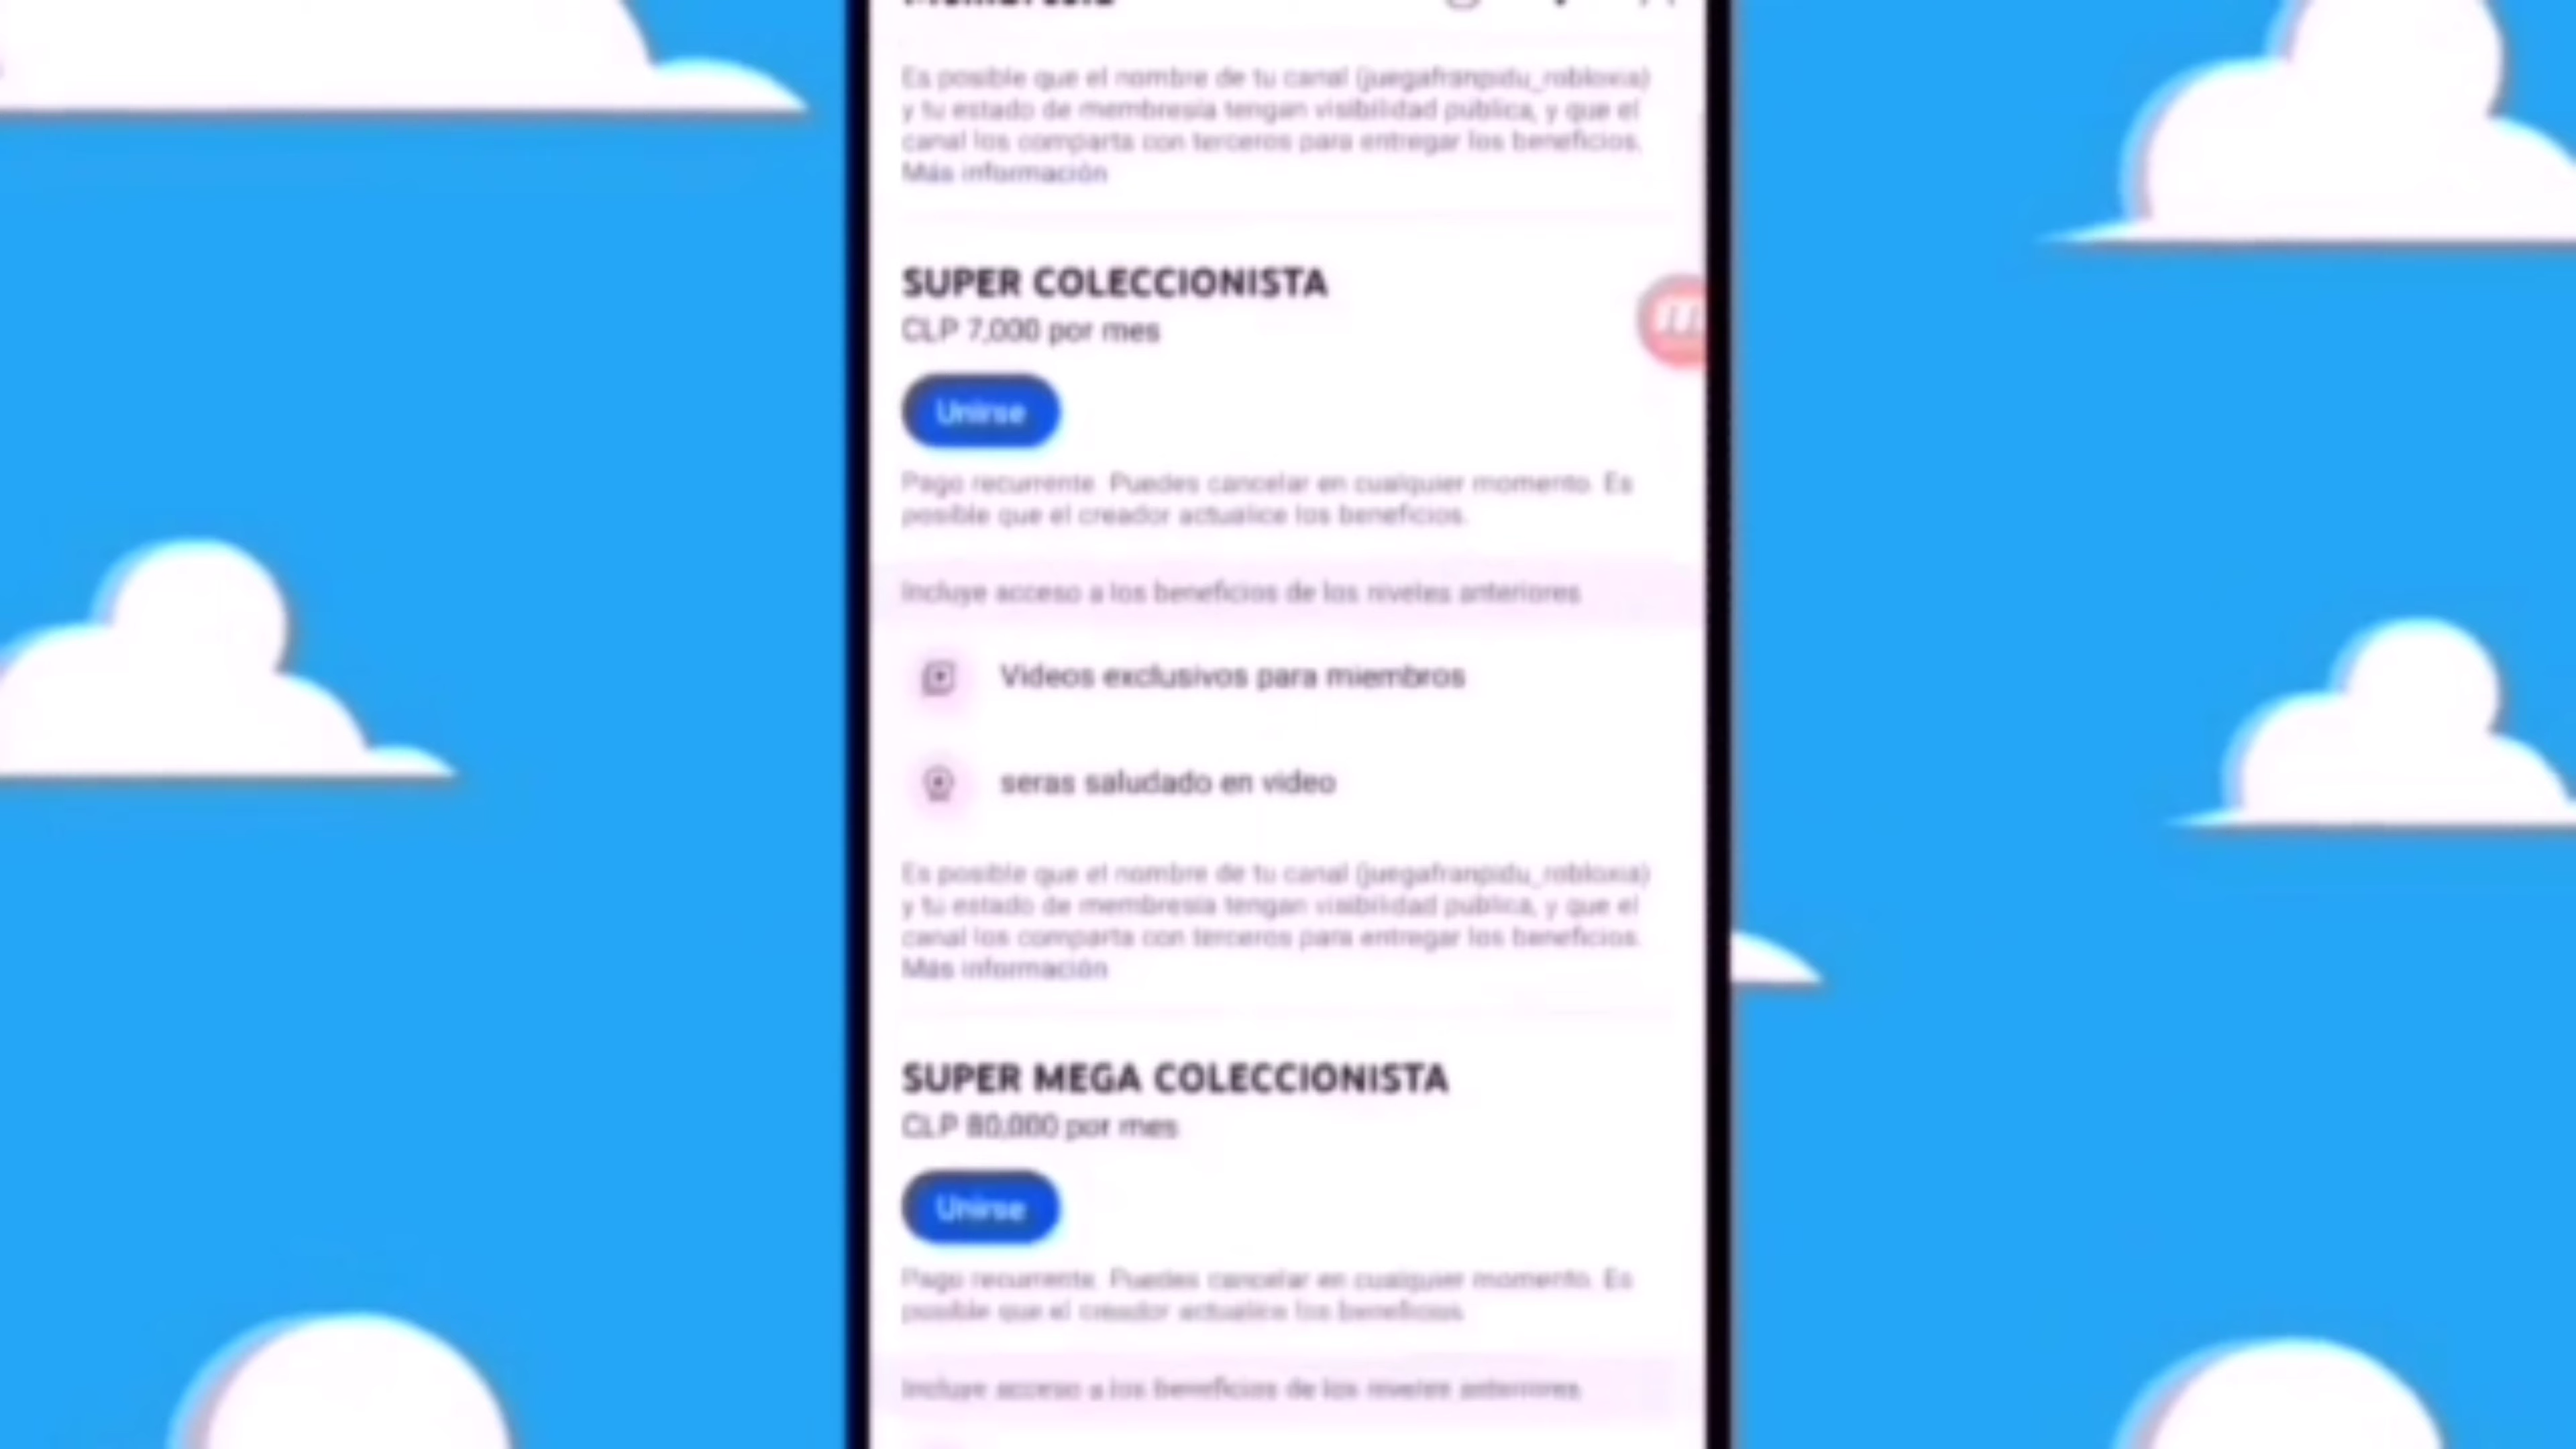 Es posible que el nombre de tu canal (juegafranpidu_robloxia)
y tu estado de membresía tengan visibilidad pública, y que el
canal los comparta con terceros para entregar los beneficios.
Más información
SUPER COLECCIONISTA
CLP 7,000 por mes
Unirse
Pago recurrente. Puedes cancelar en cualquier momento. Es
posible que el creador actualice los beneficios.
Incluye acceso a los beneficios de los niveles anteriores
Videos exclusivos para miembros
seras saludado en video
Es posible que el nombre de tu canal (juegafranpidu_robloxia)
y tu estado de membresía tengan visibilidad pública, y que el
canal los comparta con terceros para entregar los beneficios.
Más información
SUPER MEGA COLECCIONISTA
CLP 80,000 por mes
Unirse
Pago recurrente. Puedes cancelar en cualquier momento. Es
posible que el creador actualice los beneficios.
Incluye acceso a los beneficios de los niveles anteriores